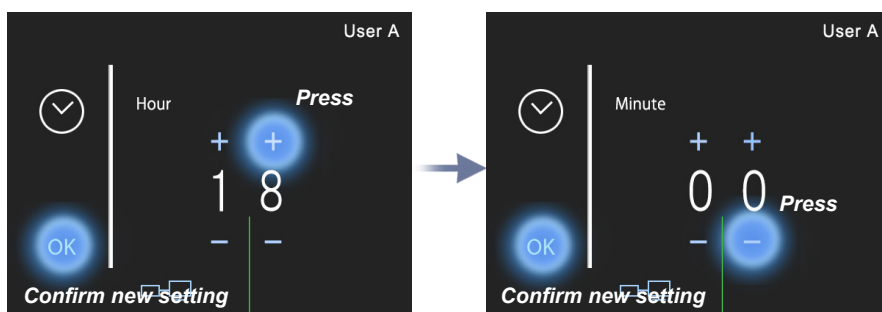 User A
Hour
Press
+ +
1 8
OK
− −
Confirm new setting
User A
Minute
+ +
0 0
Press
OK
− −
Confirm new setting